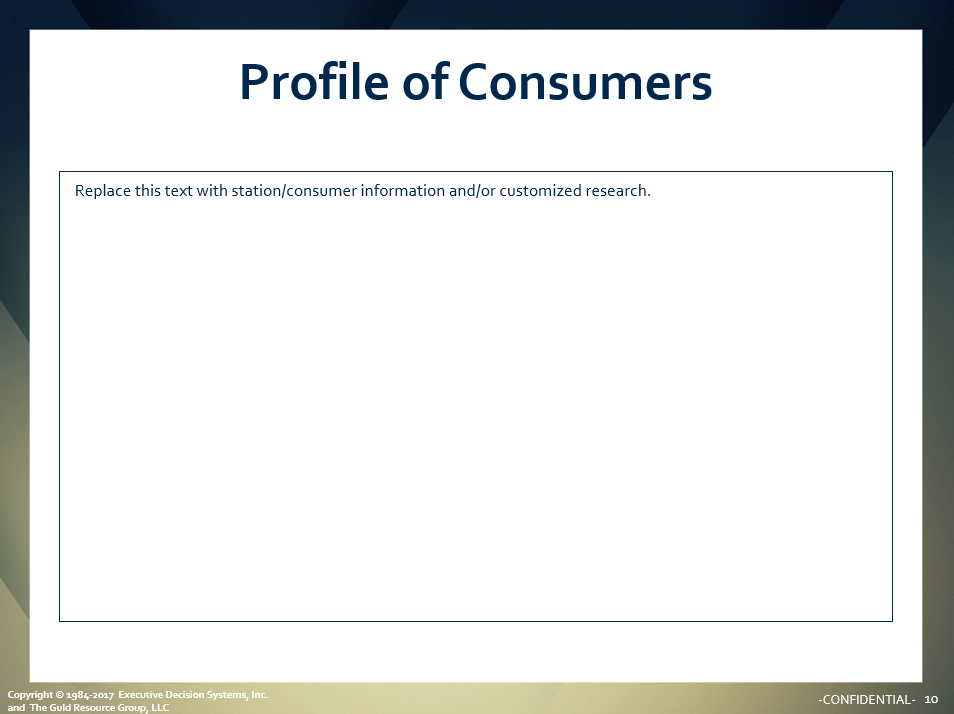 Profile of Consumers
Replace this text with station/consumer information and/or customized research.
Copyright © 1984-2017 Executive Decision Systems, Inc.
and The Guld Resource Group, LLC
-CONFIDENTIAL- 10